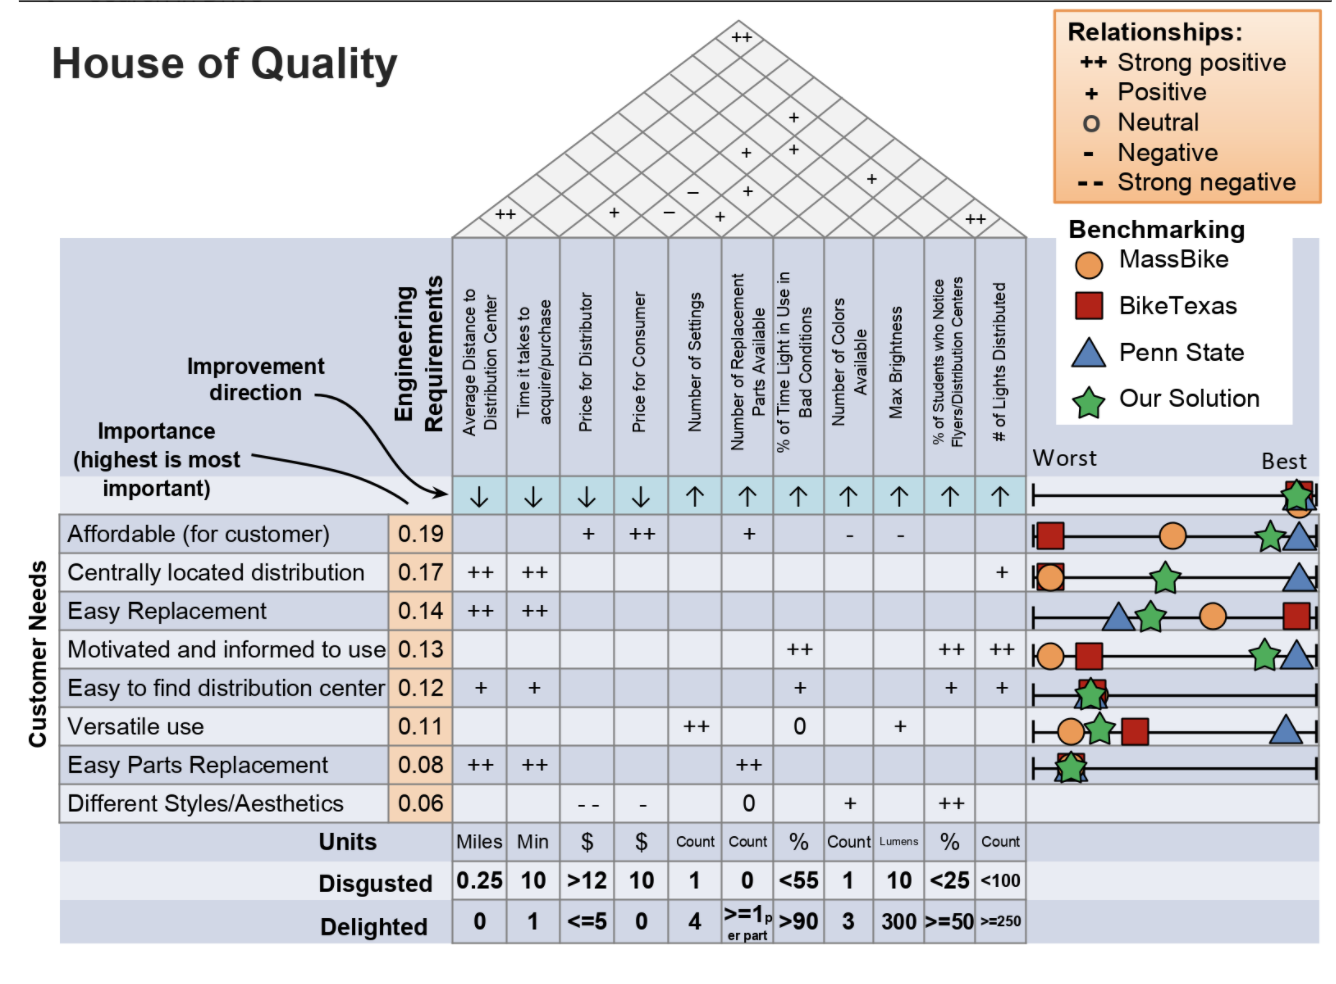 House of Quality
Relationships:
++ Strong positive
+ Positive
O Neutral
- Negative
-- Strong negative
++
+
+ +
+
– +
++ + – + ++
Benchmarking
MassBike
BikeTexas
Penn State
Our Solution
Engineering
Requirements
Average Distance to
Distribution Center
Time it takes to
acquire/purchase
Price for Distributor
Price for Consumer
Number of Settings
Number of Replacement
Parts Available
% of Time Light in Use in
Bad Conditions
Number of Colors
Available
Max Brightness
% of Students who Notice
Flyers/Distribution Centers
# of Lights Distributed
Improvement
direction
Importance
(highest is most
important)
Worst Best
↓ ↓ ↓ ↓ ↑ ↑ ↑ ↑ ↑ ↑ ↑
Customer Needs
Affordable (for customer) 0.19 + ++ + - -
Centrally located distribution 0.17 ++ ++ +
Easy Replacement 0.14 ++ ++
Motivated and informed to use 0.13 ++ ++ ++
Easy to find distribution center 0.12 + + + + +
Versatile use 0.11 ++ 0 +
Easy Parts Replacement 0.08 ++ ++ ++
Different Styles/Aesthetics 0.06 -- - 0 + ++
Units Miles Min $ $ Count Count % Count Lumens % Count
Disgusted 0.25 10 >12 10 1 0 <55 1 10 <25 <100
Delighted 0 1 <=5 0 4 >=1p >90 3 300 >=50 >=250
er part